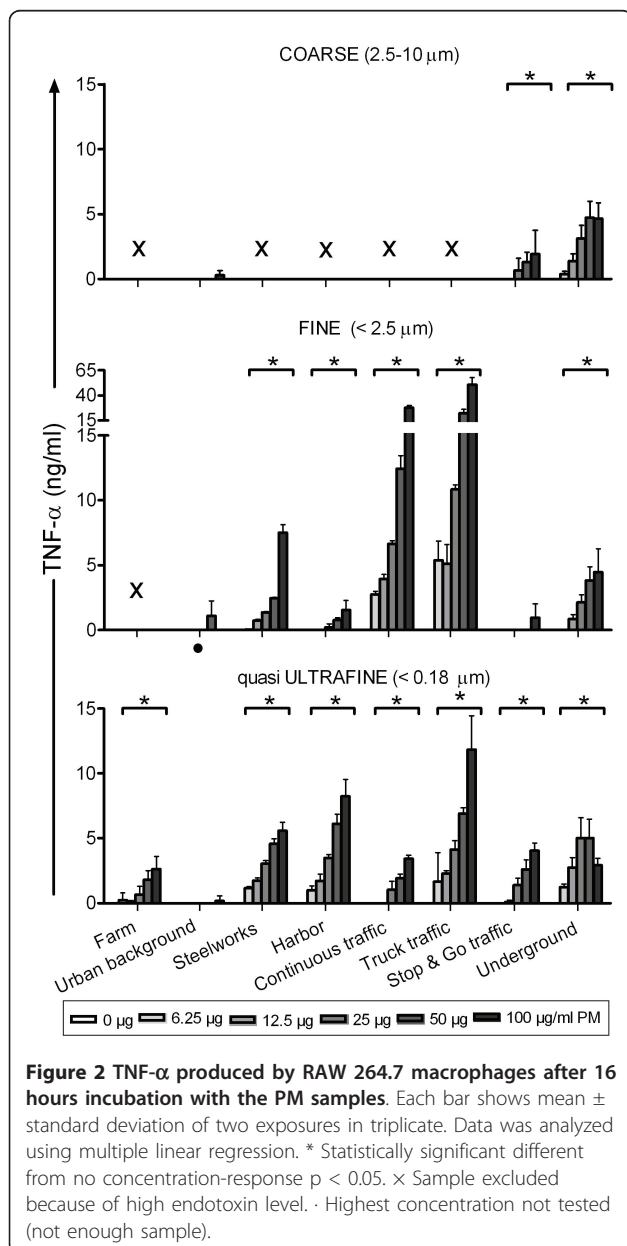 COARSE (2.5-10 μm)
15
10
5
0
TNF-α (ng/ml)
* *
X X X X X
FINE (< 2.5 μm)
65
40
15
15
10
5
0
* * * * *
X
•
quasi ULTRAFINE (< 0.18 μm)
15
10
5
0
* * * * * * *
Farm
Urban background
Steelworks
Harbor
Continuous traffic
Truck traffic
Stop & Go traffic
Underground
0 μg 6.25 μg 12.5 μg 25 μg 50 μg 100 μg/ml PM
Figure 2 TNF-α produced by RAW 264.7 macrophages after 16
hours incubation with the PM samples. Each bar shows mean ±
standard deviation of two exposures in triplicate. Data was analyzed
using multiple linear regression. * Statistically significant different
from no concentration-response p < 0.05. × Sample excluded
because of high endotoxin level. · Highest concentration not tested
(not enough sample).